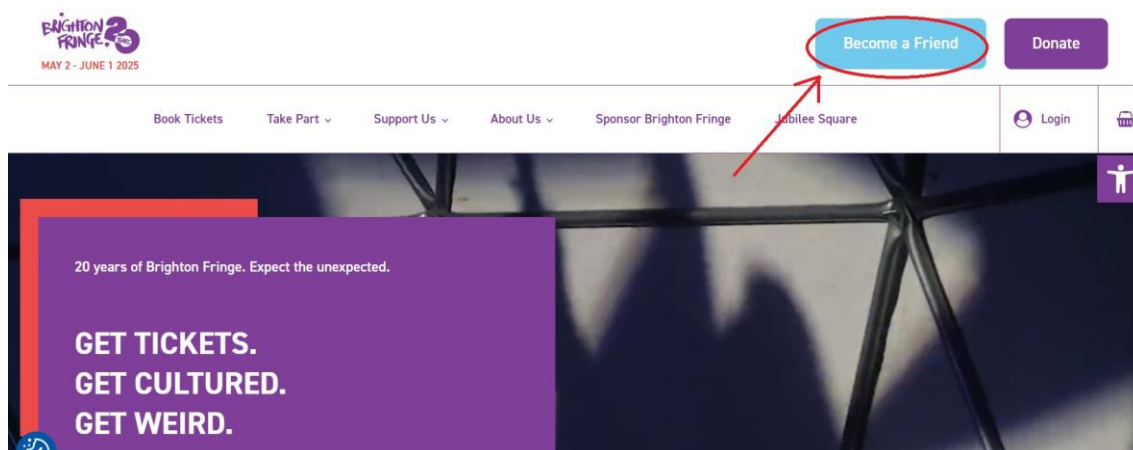 BRIGHTON
FRINGE
MAY 2 - JUNE 1 2025
Become a Friend
Donate
Book Tickets
Take Part
Support Us
About Us
Sponsor Brighton Fringe
Jubilee Square
Login
20 years of Brighton Fringe. Expect the unexpected.
GET TICKETS.
GET CULTURED.
GET WEIRD.